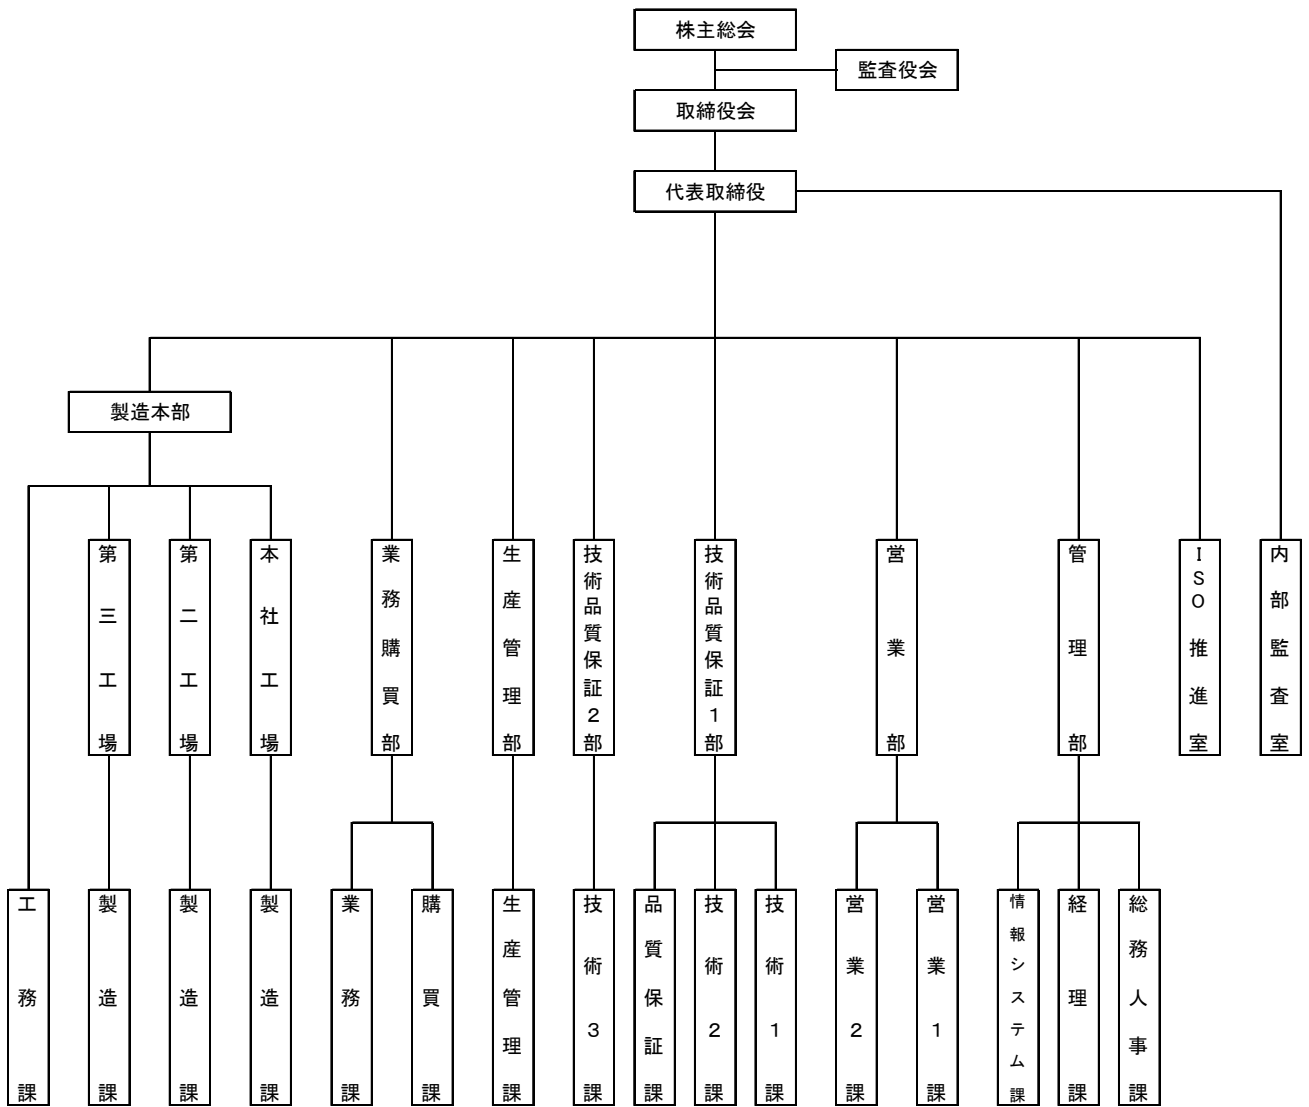 株主総会
監査役会
取締役会
代表取締役
製造本部
第三工場
第二工場
本社工場
業務購買部
生産管理部
技術品質保証2部
技術品質保証1部
営業部
管理部
ISO推進室
内部監査室
工務課
製造課
製造課
製造課
業務課
購買課
生産管理課
技術3課
品質保証課
技術2課
技術1課
営業2課
営業1課
情報システム課
経理課
総務人事課